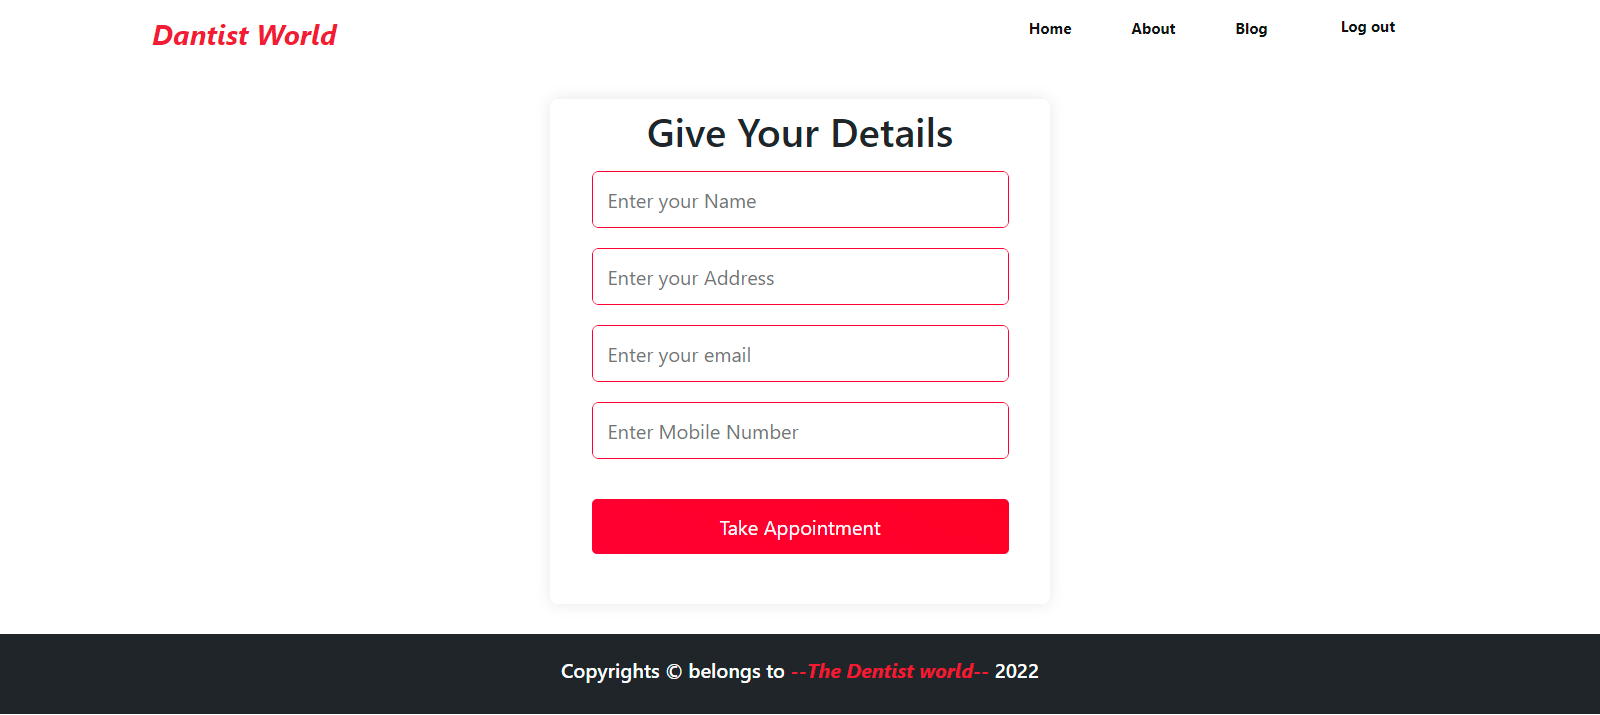 Dantist World
Home About Blog Log out
Give Your Details
Enter your Name
Enter your Address
Enter your email
Enter Mobile Number
Take Appointment
Copyrights © belongs to --The Dentist world-- 2022